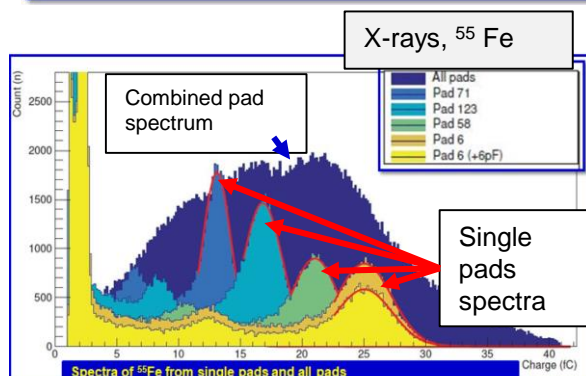 X-rays, ⁵⁵ Fe
Count (n)
2500
2000
1500
1000
500
0
0
5
10
15
20
25
30
35
40
Charge (fC)
Combined pad
spectrum
All pads
Pad 71
Pad 123
Pad 58
Pad 6
Pad 6 (+6pF)
Single
pads
spectra
Spectra of ⁵⁵Fe from single pads and all pads